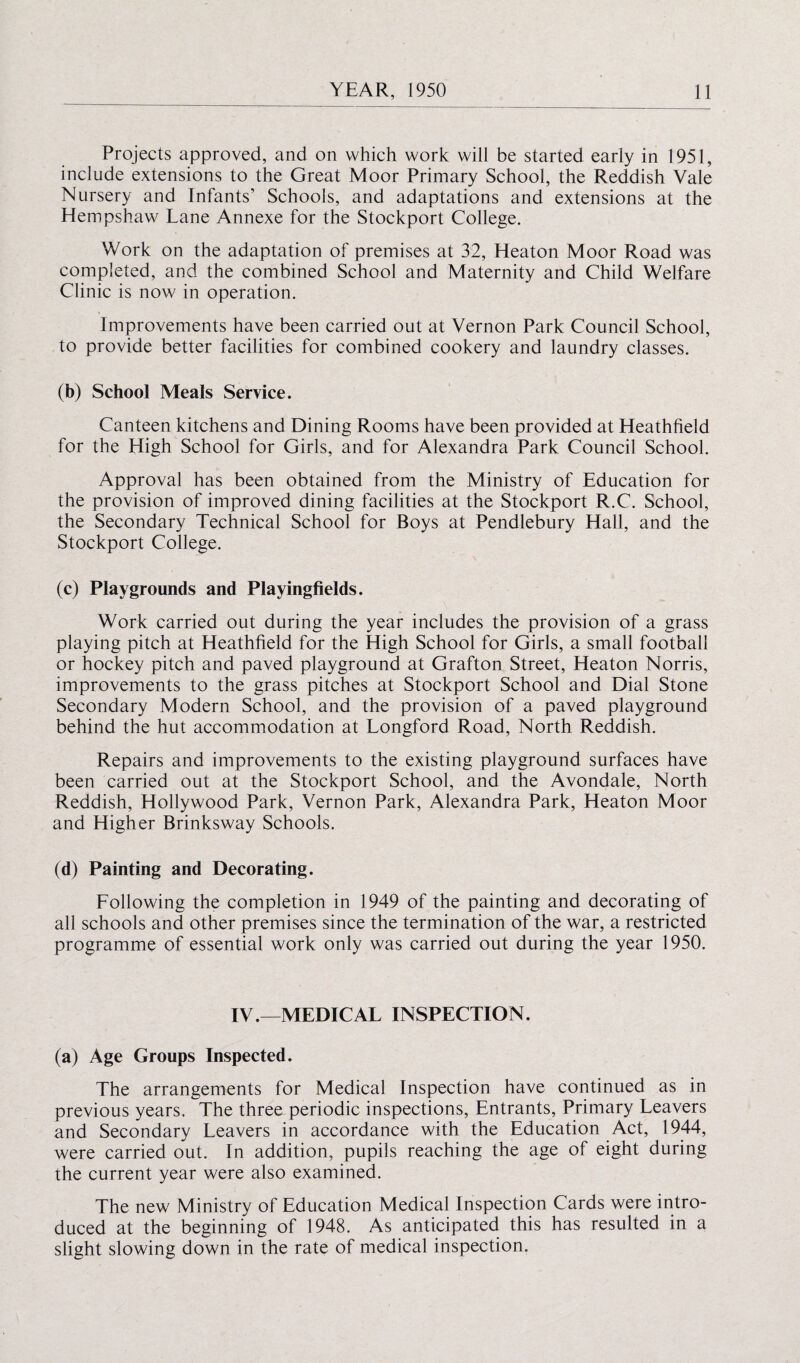 YEAR, 1950 11
Projects approved, and on which work will be started early in 1951,
include extensions to the Great Moor Primary School, the Reddish Vale
Nursery and Infants’ Schools, and adaptations and extensions at the
Hempshaw Lane Annexe for the Stockport College.
Work on the adaptation of premises at 32, Heaton Moor Road was
completed, and the combined School and Maternity and Child Welfare
Clinic is now in operation.
Improvements have been carried out at Vernon Park Council School,
to provide better facilities for combined cookery and laundry classes.
(b) School Meals Service.
Canteen kitchens and Dining Rooms have been provided at Heathfield
for the High School for Girls, and for Alexandra Park Council School.
Approval has been obtained from the Ministry of Education for
the provision of improved dining facilities at the Stockport R.C. School,
the Secondary Technical School for Boys at Pendlebury Hall, and the
Stockport College.
(c) Playgrounds and Playingfields.
Work carried out during the year includes the provision of a grass
playing pitch at Heathfield for the High School for Girls, a small football
or hockey pitch and paved playground at Grafton Street, Heaton Norris,
improvements to the grass pitches at Stockport School and Dial Stone
Secondary Modern School, and the provision of a paved playground
behind the hut accommodation at Longford Road, North Reddish.
Repairs and improvements to the existing playground surfaces have
been carried out at the Stockport School, and the Avondale, North
Reddish, Hollywood Park, Vernon Park, Alexandra Park, Heaton Moor
and Higher Brinksway Schools.
(d) Painting and Decorating.
Following the completion in 1949 of the painting and decorating of
all schools and other premises since the termination of the war, a restricted
programme of essential work only was carried out during the year 1950.
IV.—MEDICAL INSPECTION.
(a) Age Groups Inspected.
The arrangements for Medical Inspection have continued as in
previous years. The three periodic inspections, Entrants, Primary Leavers
and Secondary Leavers in accordance with the Education Act, 1944,
were carried out. In addition, pupils reaching the age of eight during
the current year were also examined.
The new Ministry of Education Medical Inspection Cards were intro-
duced at the beginning of 1948. As anticipated this has resulted in a
slight slowing down in the rate of medical inspection.